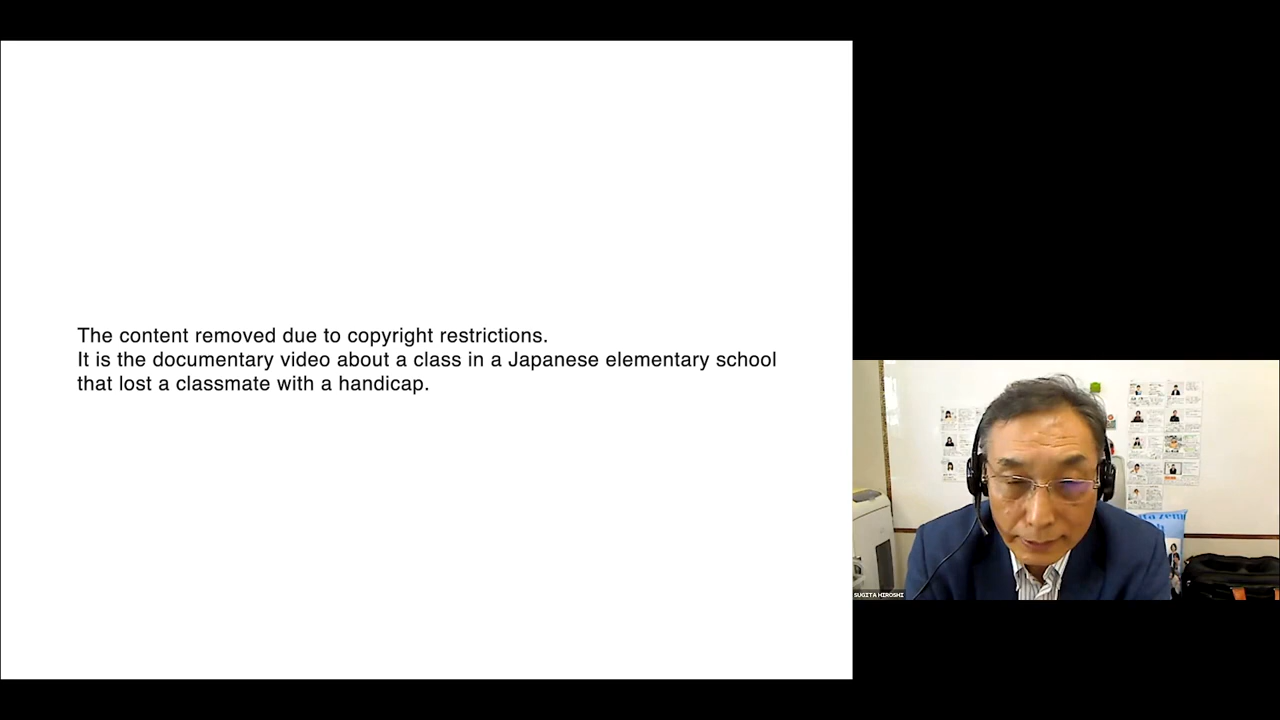 The content removed due to copyright restrictions.
It is the documentary video about a class in a Japanese elementary school
that lost a classmate with a handicap.
SUGITA HIROSHI